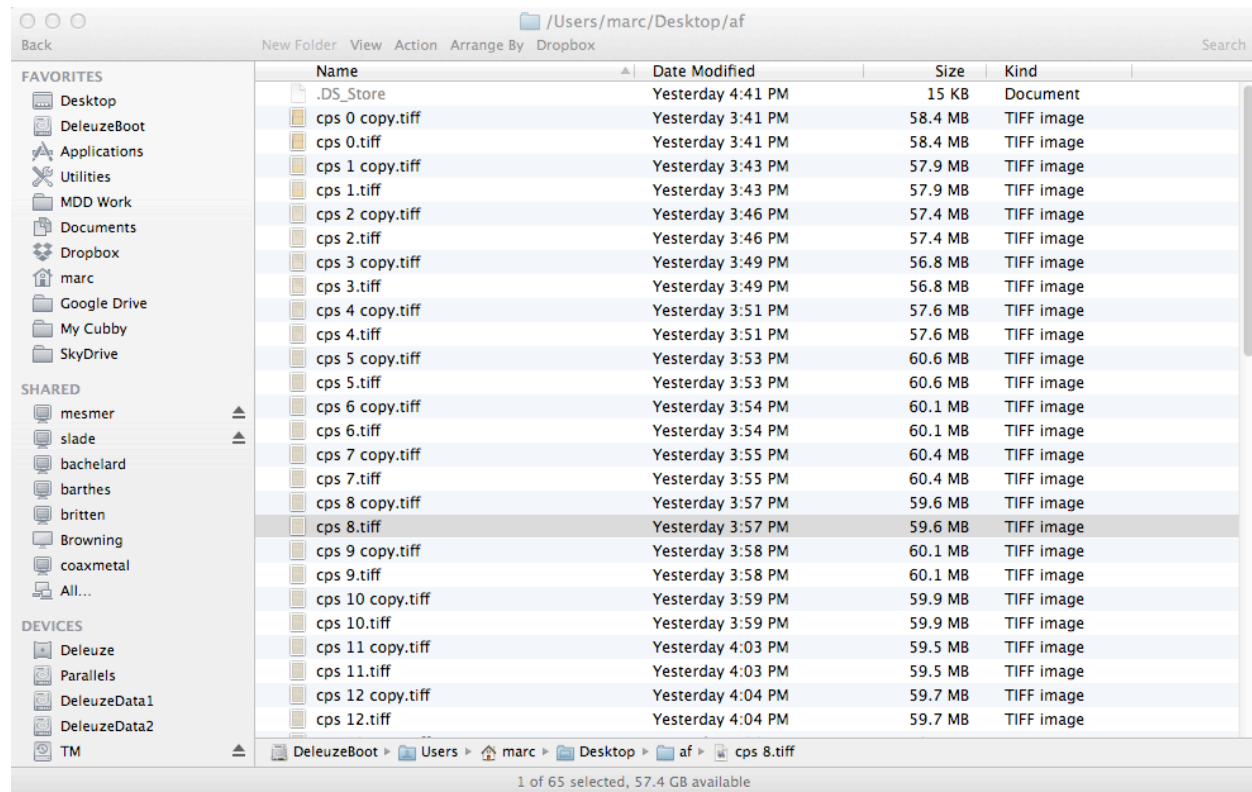 /Users/marc/Desktop/af
Back New Folder View Action Arrange By Dropbox Search
FAVORITES
Desktop
DeleuzeBoot
Applications
Utilities
MDD Work
Documents
Dropbox
marc
Google Drive
My Cubby
SkyDrive
SHARED
mesmer
slade
bachelard
barthes
britten
Browning
coaxmetal
All...
DEVICES
Deleuze
Parallels
DeleuzeData1
DeleuzeData2
TM
Name Date Modified Size Kind
.DS_Store Yesterday 4:41 PM 15 KB Document
cps 0 copy.tiff Yesterday 3:41 PM 58.4 MB TIFF image
cps 0.tiff Yesterday 3:41 PM 58.4 MB TIFF image
cps 1 copy.tiff Yesterday 3:43 PM 57.9 MB TIFF image
cps 1.tiff Yesterday 3:43 PM 57.9 MB TIFF image
cps 2 copy.tiff Yesterday 3:46 PM 57.4 MB TIFF image
cps 2.tiff Yesterday 3:46 PM 57.4 MB TIFF image
cps 3 copy.tiff Yesterday 3:49 PM 56.8 MB TIFF image
cps 3.tiff Yesterday 3:49 PM 56.8 MB TIFF image
cps 4 copy.tiff Yesterday 3:51 PM 57.6 MB TIFF image
cps 4.tiff Yesterday 3:51 PM 57.6 MB TIFF image
cps 5 copy.tiff Yesterday 3:53 PM 60.6 MB TIFF image
cps 5.tiff Yesterday 3:53 PM 60.6 MB TIFF image
cps 6 copy.tiff Yesterday 3:54 PM 60.1 MB TIFF image
cps 6.tiff Yesterday 3:54 PM 60.1 MB TIFF image
cps 7 copy.tiff Yesterday 3:55 PM 60.4 MB TIFF image
cps 7.tiff Yesterday 3:55 PM 60.4 MB TIFF image
cps 8 copy.tiff Yesterday 3:57 PM 59.6 MB TIFF image
cps 8.tiff Yesterday 3:57 PM 59.6 MB TIFF image
cps 9 copy.tiff Yesterday 3:58 PM 60.1 MB TIFF image
cps 9.tiff Yesterday 3:58 PM 60.1 MB TIFF image
cps 10 copy.tiff Yesterday 3:59 PM 59.9 MB TIFF image
cps 10.tiff Yesterday 3:59 PM 59.9 MB TIFF image
cps 11 copy.tiff Yesterday 4:03 PM 59.5 MB TIFF image
cps 11.tiff Yesterday 4:03 PM 59.5 MB TIFF image
cps 12 copy.tiff Yesterday 4:04 PM 59.7 MB TIFF image
cps 12.tiff Yesterday 4:04 PM 59.7 MB TIFF image
DeleuzeBoot ▸ Users ▸ marc ▸ Desktop ▸ af ▸ cps 8.tiff
1 of 65 selected, 57.4 GB available